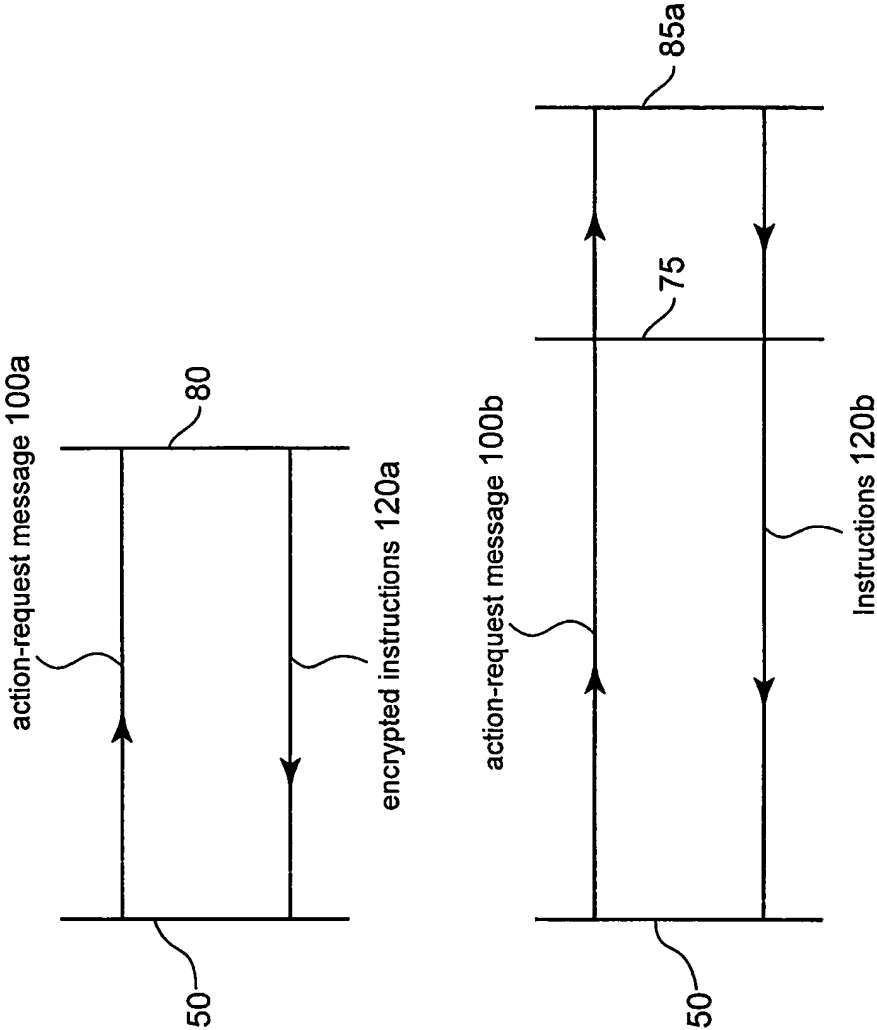 action-request message 100a
50
80
encrypted instructions 120a
action-request message 100b
50
75
85a
Instructions 120b